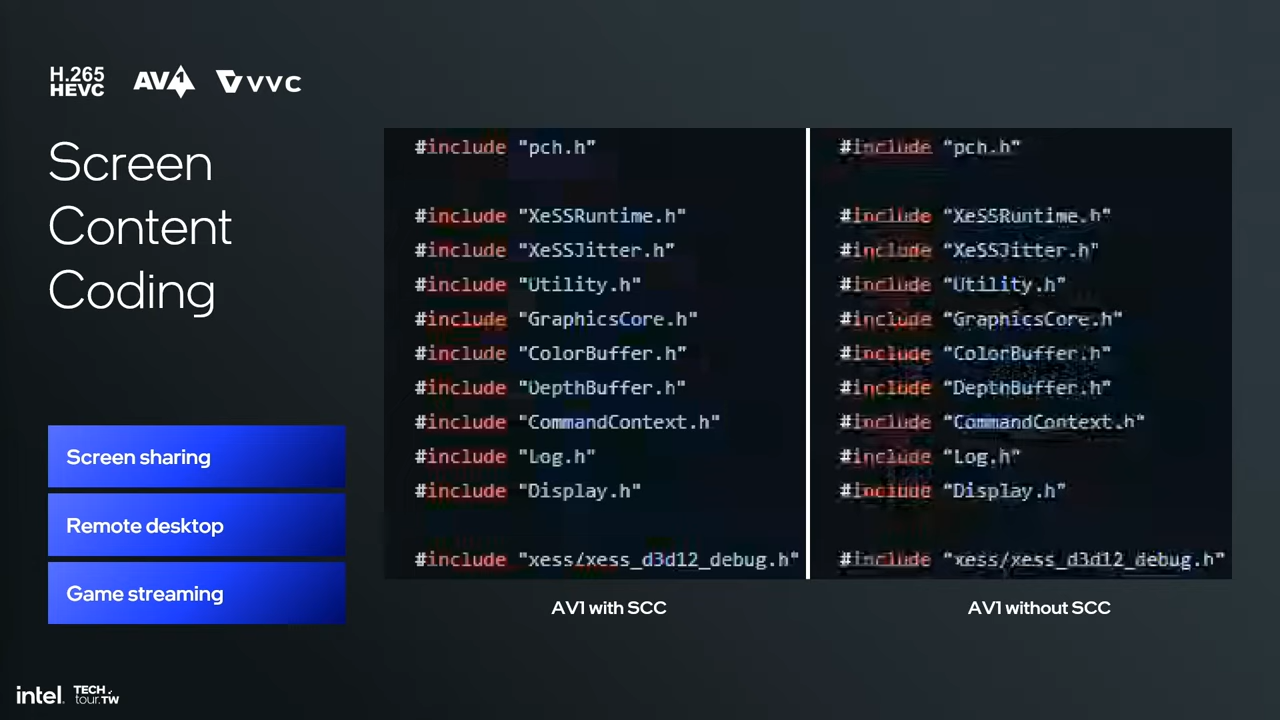 H.265
HEVC
AV1
VVC
Screen
Content
Coding
Screen sharing
Remote desktop
Game streaming
#include "pch.h"
#include "XeSSRuntime.h"
#include "XeSSJitter.h"
#include "Utility.h"
#include "GraphicsCore.h"
#include "ColorBuffer.h"
#include "DepthBuffer.h"
#include "CommandContext.h"
#include "Log.h"
#include "Display.h"
#include "xess/xess_d3d12_debug.h"
AV1 with SCC
#include "pch.h"
#include "XeSSRuntime.h"
#include "XeSSJitter.h"
#include "Utility.h"
#include "GraphicsCore.h"
#include "ColorBuffer.h"
#include "DepthBuffer.h"
#include "CommandContext.h"
#include "Log.h"
#include "Display.h"
#include "xess/xess_d3d12_debug.h"
AV1 without SCC
intel.
TECH
tour.TW